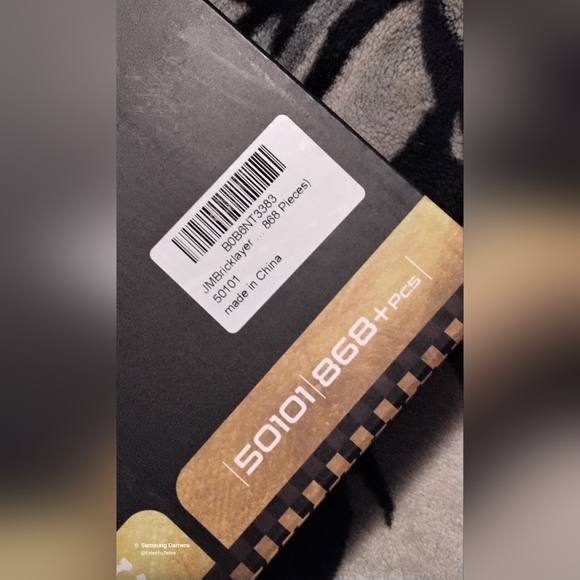 B0B6NT3383
JMBricklayer ... 868 Pieces)
50101
made in China
50101 868+ PCS
Samsung Camera